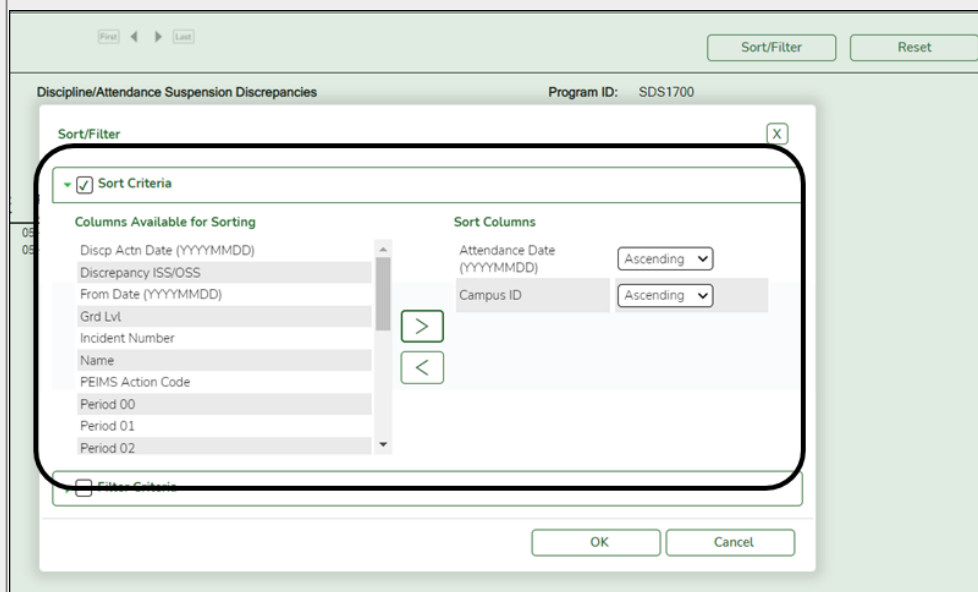 First Last
Sort/Filter Reset
Discipline/Attendance Suspension Discrepancies Program ID: SDS1700
Sort/Filter X
Sort Criteria
Columns Available for Sorting
Discp Actn Date (YYYYMMDD)
Discrepancy ISS/OSS
From Date (YYYYMMDD)
Grd Lvl
Incident Number
Name
PEIMS Action Code
Period 00
Period 01
Period 02
>
<
Sort Columns
Attendance Date
(YYYYMMDD)
Ascending
Campus ID Ascending
Filter Criteria
OK Cancel